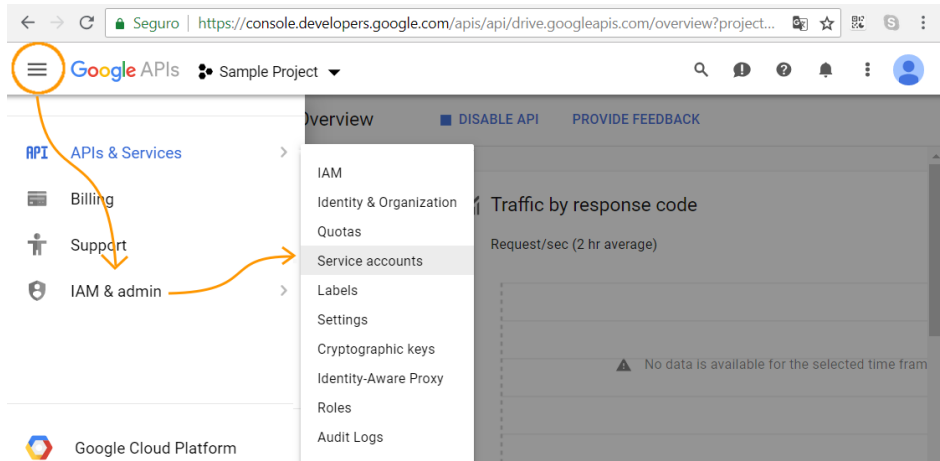 Seguro | https://console.developers.google.com/apis/api/drive.googleapis.com/overview?project...
Google APIs Sample Project
Overview DISABLE API PROVIDE FEEDBACK
API APIs & Services
Billing
Support
IAM & admin
Google Cloud Platform
IAM
Identity & Organization
Quotas
Service accounts
Labels
Settings
Cryptographic keys
Identity-Aware Proxy
Roles
Audit Logs
Traffic by response code
Request/sec (2 hr average)
No data is available for the selected time fram